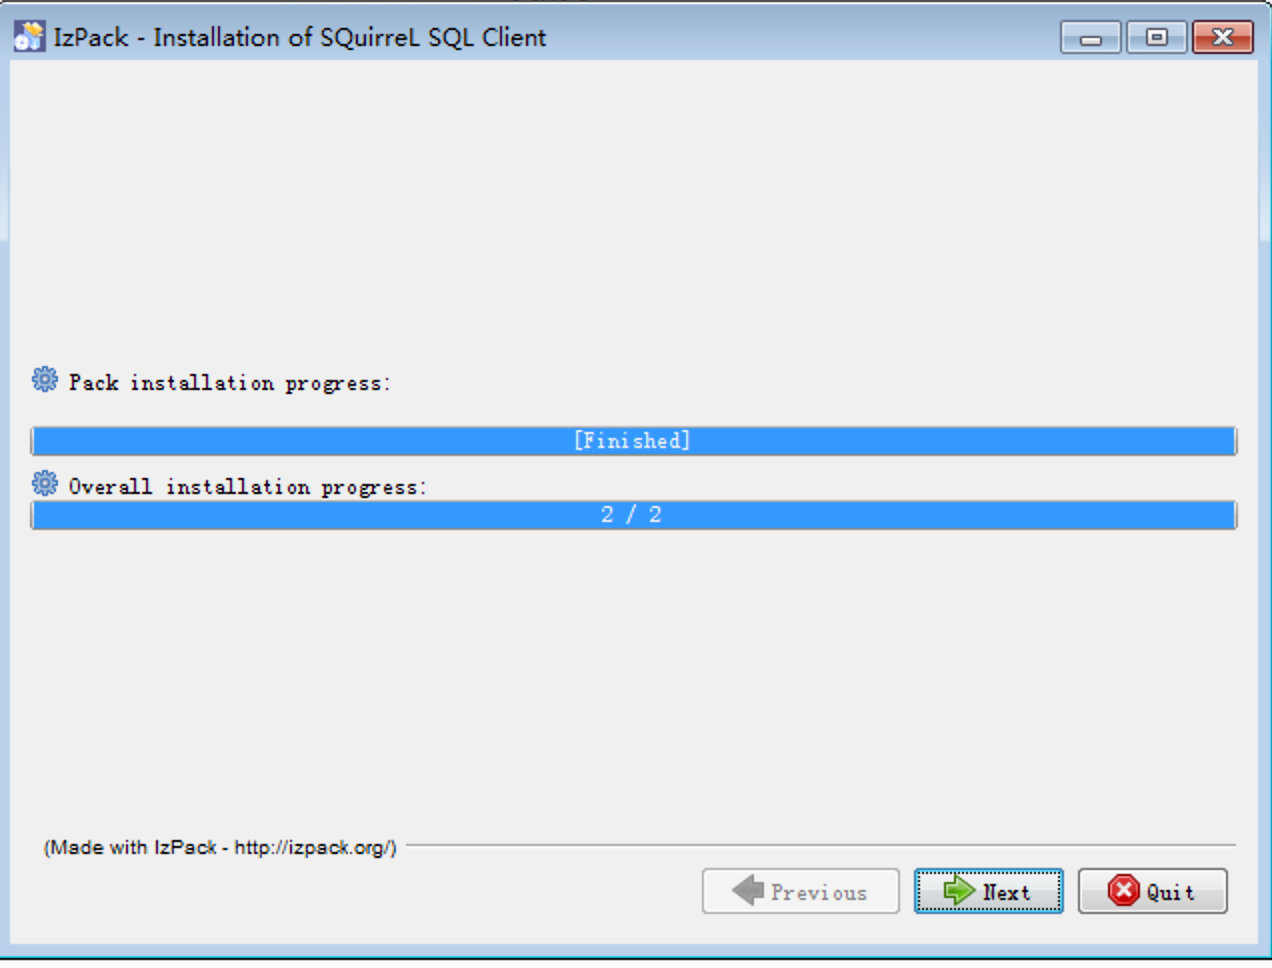 IzPack - Installation of SQuirreL SQL Client
Pack installation progress:
[Finished]
Overall installation progress:
2 / 2
(Made with IzPack - http://izpack.org/)
Previous Next Quit